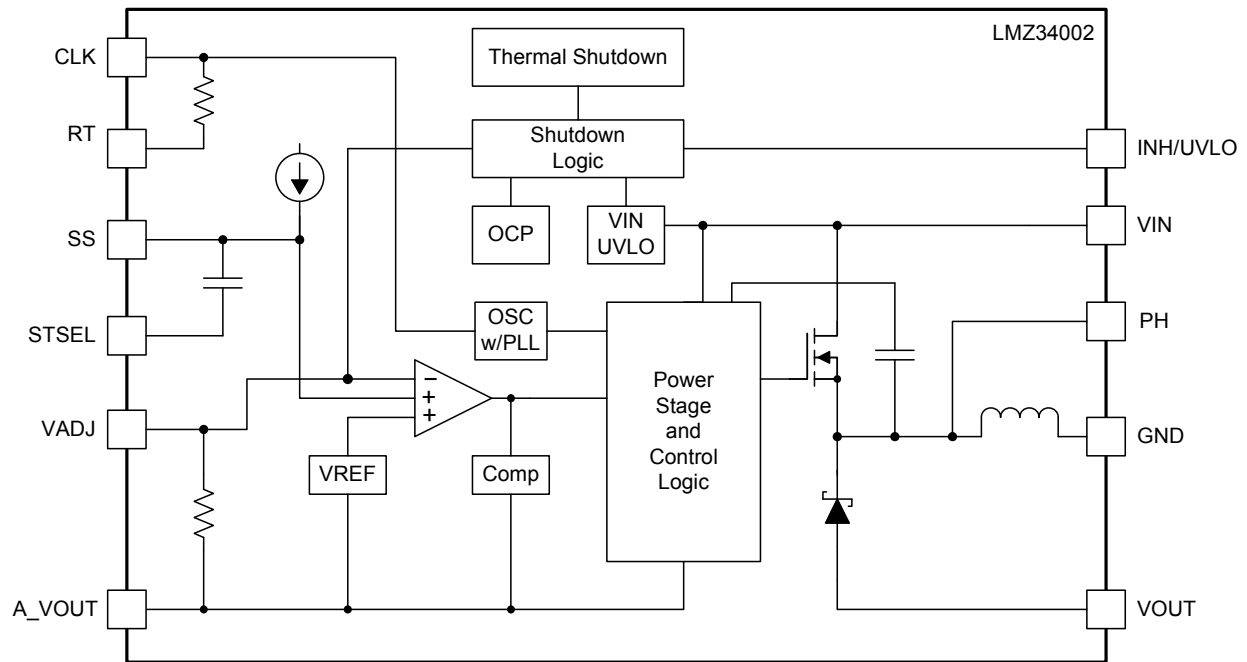 LMZ34002
CLK
Thermal Shutdown
RT
Shutdown
Logic
INH/UVLO
SS
OCP
VIN
UVLO
VIN
STSEL
OSC
w/PLL
PH
VADJ
−
+
+
Power
Stage
and
Control
Logic
GND
VREF
Comp
A_VOUT
VOUT